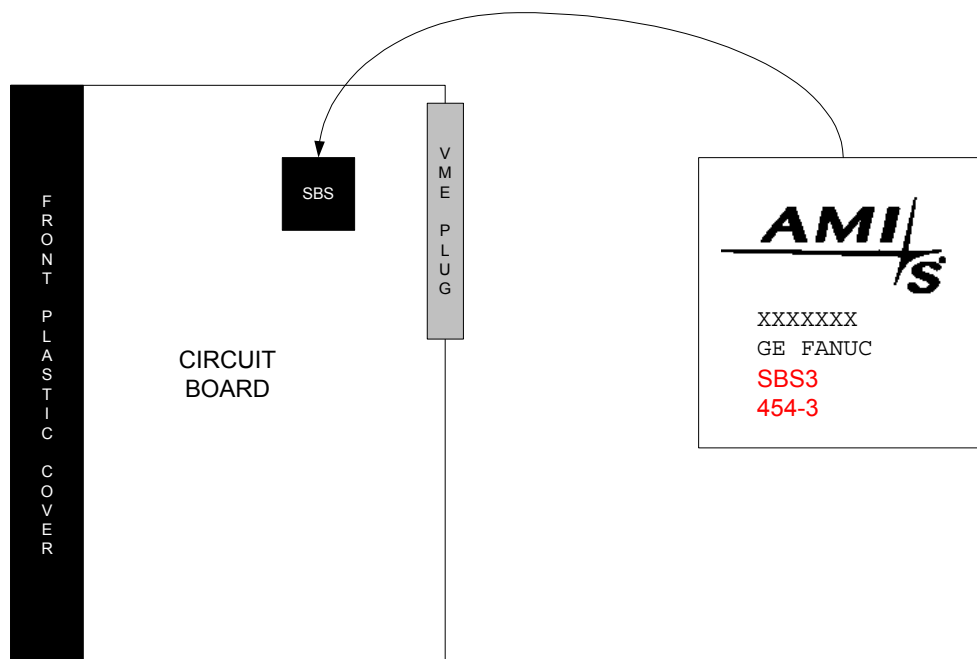 FRONT PLASTIC COVER
SBS
VME PLUG
CIRCUIT
BOARD
AMI
S
XXXXXXX
GE FANUC
SBS3
454-3